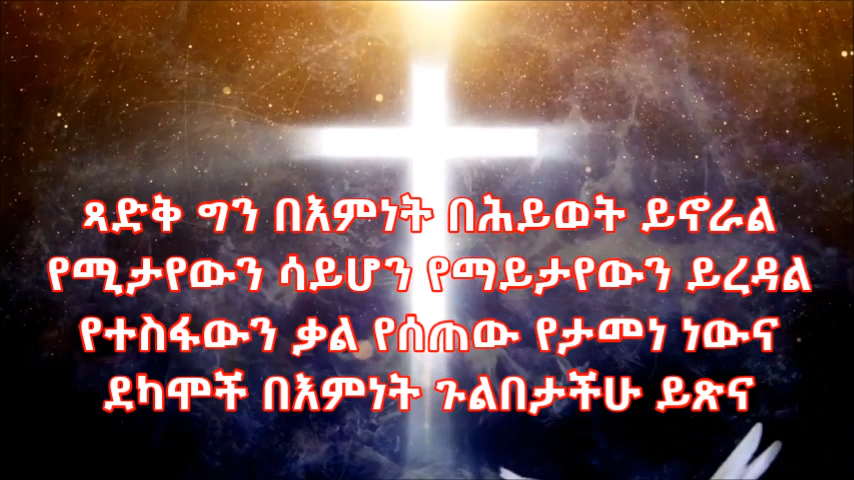 ጻድቅ ግን በእምነት በሕይወት ይኖራል
የሚታየውን ሳይሆን የማይታየውን ይረዳል
የተስፋውን ቃል የሰጠው የታመነ ነውና
ደካሞች በእምነት ጉልበታችሁ ይጽና